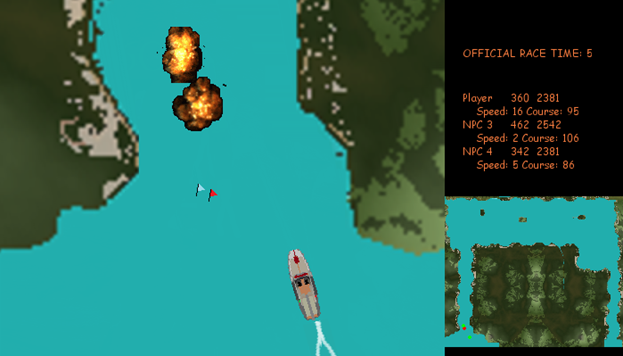 OFFICIAL RACE TIME: 5
Player 360 2381
Speed: 16 Course: 95
NPC 3 462 2542
Speed: 2 Course: 106
NPC 4 342 2381
Speed: 5 Course: 86